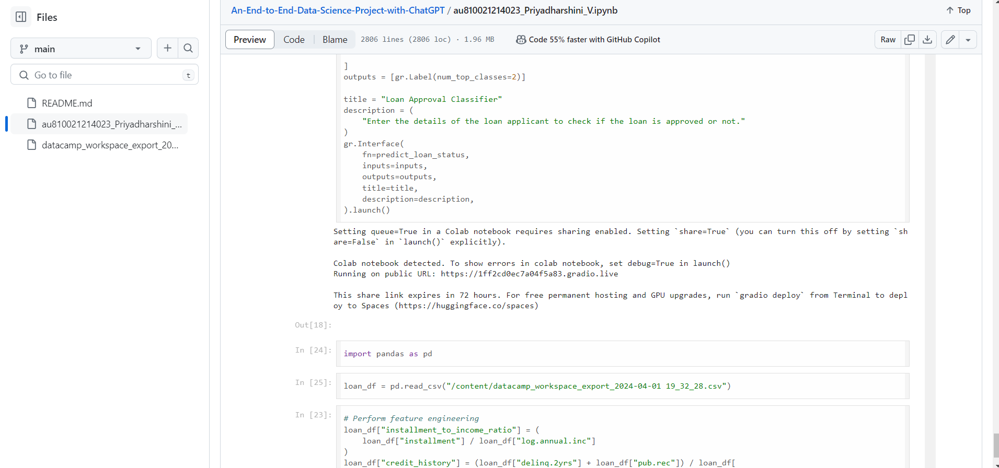 Files
main
Go to file
t
README.md
au810021214023_Priyadharshini_...
datacamp_workspace_export_20...
An-End-to-End-Data-Science-Project-with-ChatGPT / au810021214023_Priyadharshini_V.ipynb
Top
Preview
Code
Blame
2806 lines (2806 loc) · 1.96 MB
Code 55% faster with GitHub Copilot
Raw
]
outputs = [gr.Label(num_top_classes=2)]
title = "Loan Approval Classifier"
description = (
"Enter the details of the loan applicant to check if the loan is approved or not."
)
gr.Interface(
fn=predict_loan_status,
inputs=inputs,
outputs=outputs,
title=title,
description=description,
).launch()
Setting queue=True in a Colab notebook requires sharing enabled. Setting `share=True` (you can turn this off by setting `sh
are=False` in `launch()` explicitly).
Colab notebook detected. To show errors in colab notebook, set debug=True in launch()
Running on public URL: https://1ff2cd0ec7a04f5a83.gradio.live
This share link expires in 72 hours. For free permanent hosting and GPU upgrades, run `gradio deploy` from Terminal to depl
oy to Spaces (https://huggingface.co/spaces)
Out[18]:
In [24]:
import pandas as pd
In [25]:
loan_df = pd.read_csv("/content/datacamp_workspace_export_2024-04-01 19_32_28.csv")
In [23]:
# Perform feature engineering
loan_df["installment_to_income_ratio"] = (
loan_df["installment"] / loan_df["log.annual.inc"]
)
loan_df["credit_history"] = (loan_df["delinq.2yrs"] + loan_df["pub.rec"]) / loan_df[